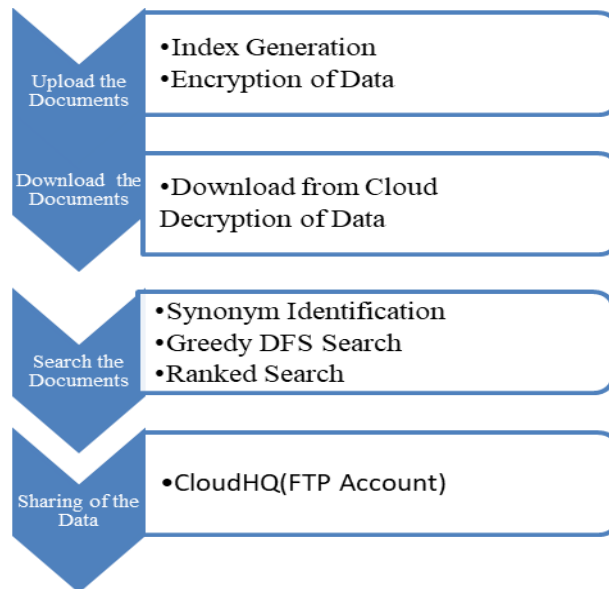 Upload the
Documents
•Index Generation
•Encryption of Data
Download the
Documents
•Download from Cloud
Decryption of Data
Search the
Documents
•Synonym Identification
•Greedy DFS Search
•Ranked Search
Sharing of the
Data
•CloudHQ(FTP Account)